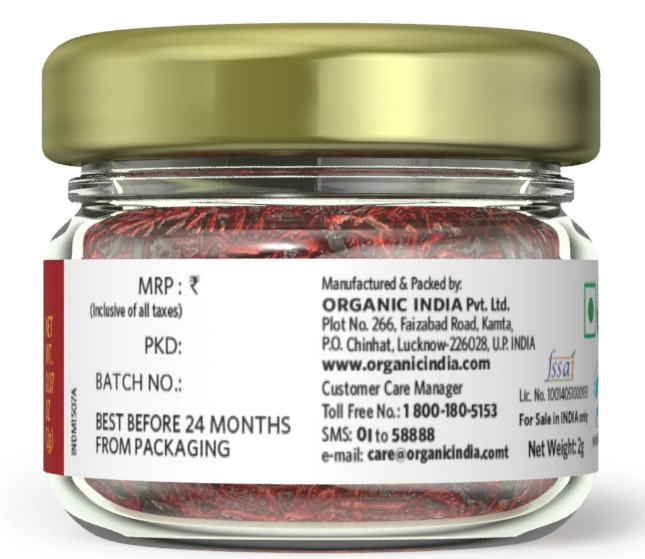 MRP : ₹
(Inclusive of all taxes)
PKD:
BATCH NO.:
BEST BEFORE 24 MONTHS
FROM PACKAGING
INDM1507A
Manufactured & Packed by:
ORGANIC INDIA Pvt. Ltd.
Plot No. 266, Faizabad Road, Kamta,
P.O. Chinhat, Lucknow-226028, U.P. INDIA
www.organicindia.com
Customer Care Manager
Toll Free No.: 1 800-180-5153
SMS: OI to 58888
e-mail: care@organicindia.comt
fssai
Lic. No.
For Sale in INDIA only
Net Weight: 2g